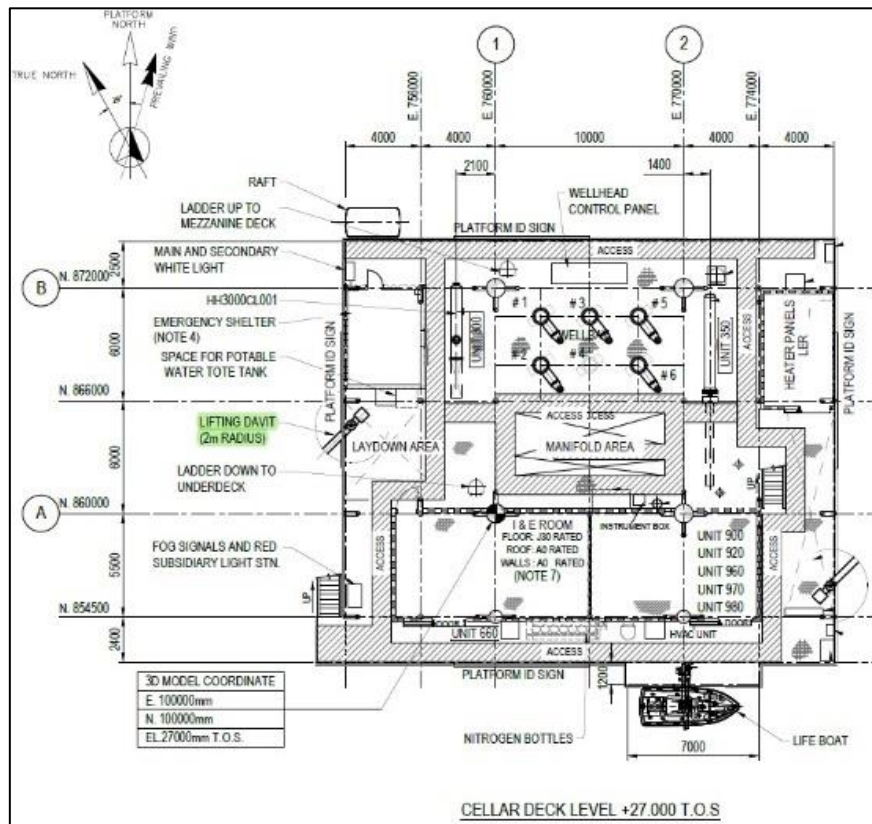 PLATFORM
NORTH
TRUE NORTH
PREVAILING WIND
1
2
E. 756000
E. 760000
E. 770000
E. 774000
4000
4000
10000
4000
4000
2100
1400
RAFT
LADDER UP TO
MEZZANINE DECK
WELLHEAD
CONTROL PANEL
PLATFORM ID SIGN
ACCESS
MAIN AND SECONDARY
WHITE LIGHT
B
N. 872000
2500
HH3000CL001
EMERGENCY SHELTER
(NOTE 4)
SPACE FOR POTABLE
WATER TOTE TANK
PLATFORM ID SIGN
#1
#3
#5
#2
#4
#6
UNIT 350
ACCESS
HEATER PANELS
LER
PLATFORM ID SIGN
6000
N. 866000
LIFTING DAVIT
(2m RADIUS)
LAYDOWN AREA
ACCESS
MANIFOLD AREA
6000
LADDER DOWN TO
UNDERDECK
UP
A
N. 860000
INSTRUMENT BOX
I & E ROOM
FLOOR: J30 RATED
ROOF: A0 RATED
WALLS : A0 RATED
(NOTE 7)
UNIT 900
UNIT 920
UNIT 960
UNIT 970
UNIT 980
ACCESS
ACCESS
5500
FOG SIGNALS AND RED
SUBSIDIARY LIGHT STN.
UP
N. 854500
DOOR
2400
UNIT 660
HVAC UNIT
ACCESS
PLATFORM ID SIGN
1200
3D MODEL COORDINATE
E. 100000mm
N. 100000mm
EL.27000mm T.O.S.
NITROGEN BOTTLES
7000
LIFE BOAT
CELLAR DECK LEVEL +27.000 T.O.S